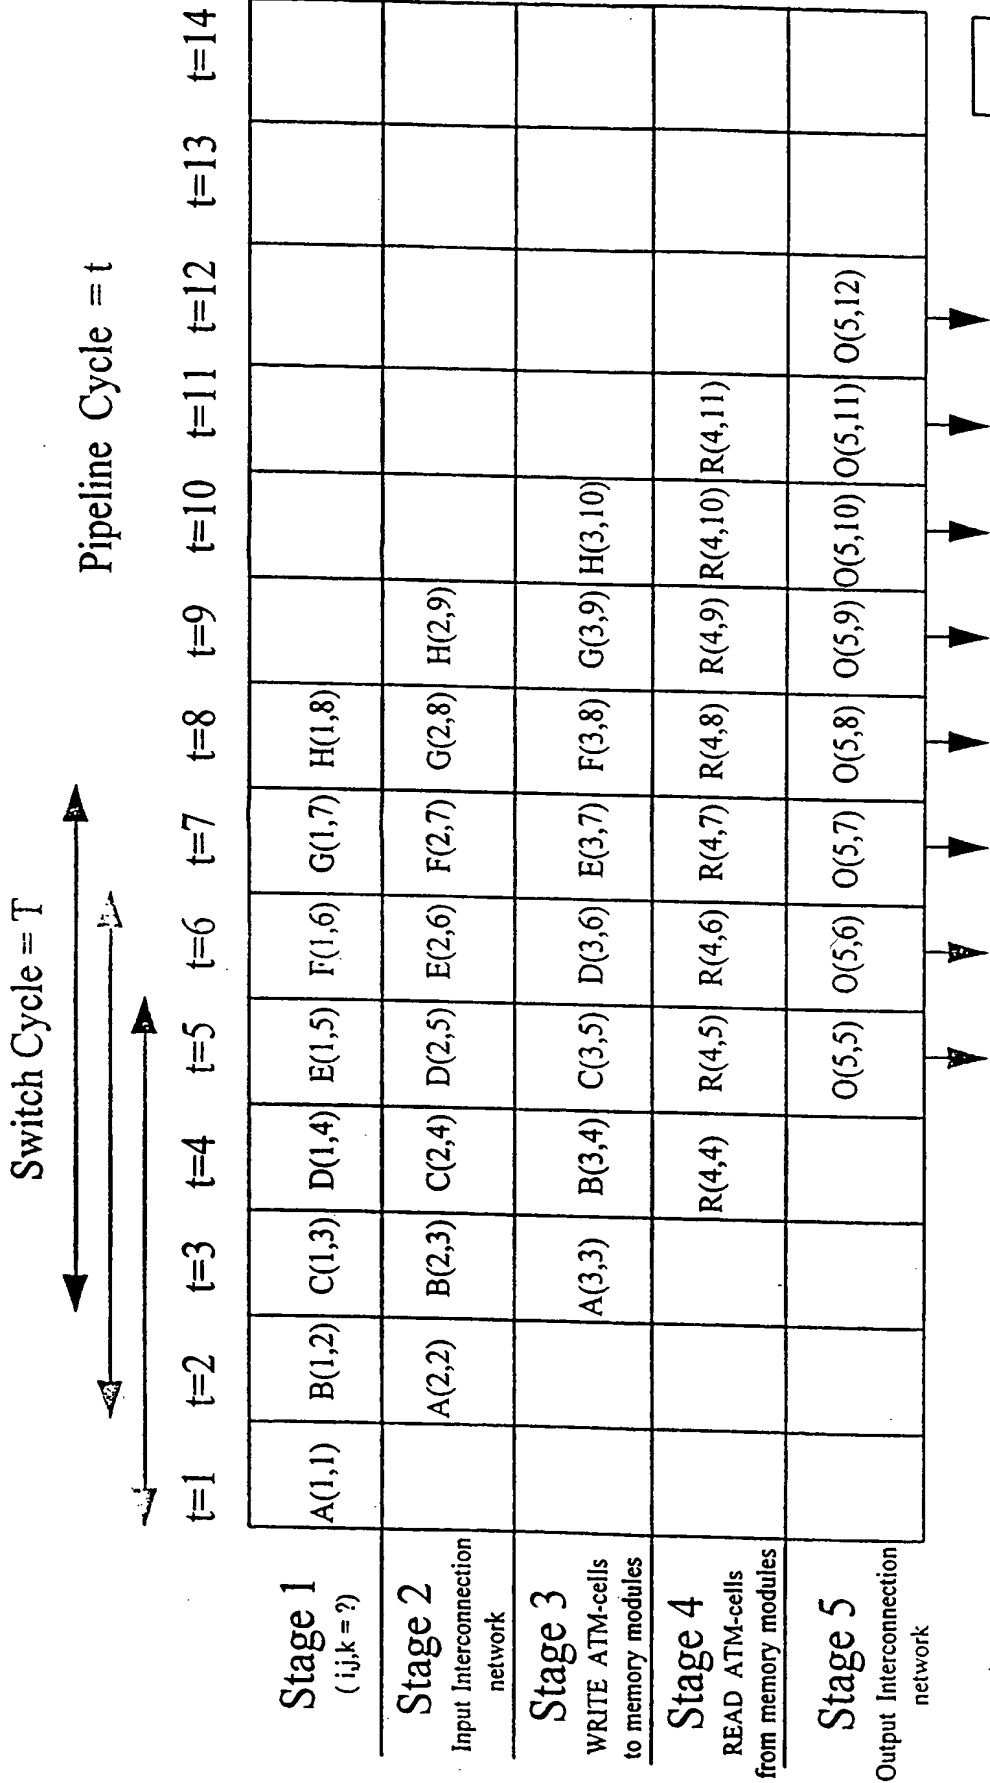 Switch Cycle = T
Pipeline Cycle = t
t=1 t=2 t=3 t=4 t=5 t=6 t=7 t=8 t=9 t=10 t=11 t=12 t=13 t=14
Stage 1
( i,j,k = ?)
A(1,1) B(1,2) C(1,3) D(1,4) E(1,5) F(1,6) G(1,7) H(1,8)
Stage 2
Input Interconnection
network
A(2,2) B(2,3) C(2,4) D(2,5) E(2,6) F(2,7) G(2,8) H(2,9)
Stage 3
WRITE ATM-cells
to memory modules
A(3,3) B(3,4) C(3,5) D(3,6) E(3,7) F(3,8) G(3,9) H(3,10)
Stage 4
READ ATM-cells
from memory modules
R(4,4) R(4,5) R(4,6) R(4,7) R(4,8) R(4,9) R(4,10) R(4,11)
Stage 5
Output Interconnection
network
O(5,5) O(5,6) O(5,7) O(5,8) O(5,9) O(5,10) O(5,11) O(5,12)